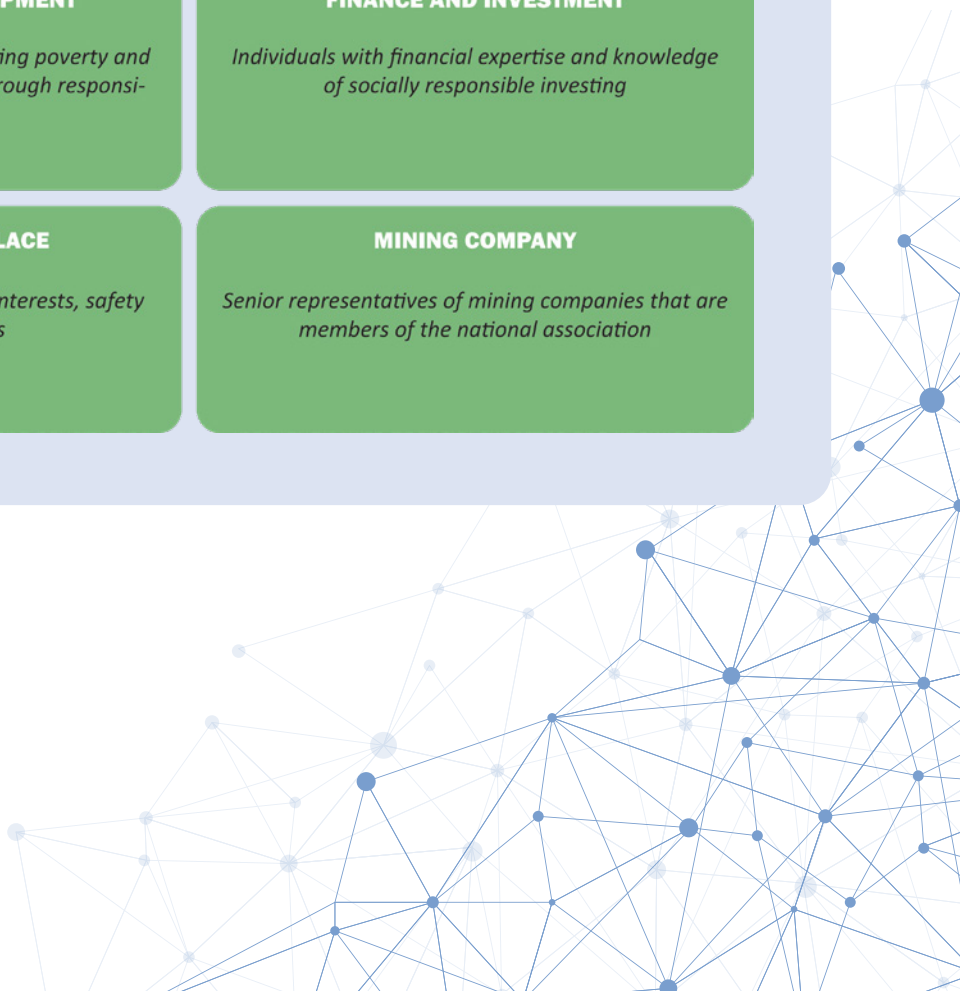 PMENT
ing poverty and
rough responsi-
FINANCE AND INVESTMENT
Individuals with financial expertise and knowledge
of socially responsible investing
LACE
nterests, safety
s
MINING COMPANY
Senior representatives of mining companies that are
members of the national association